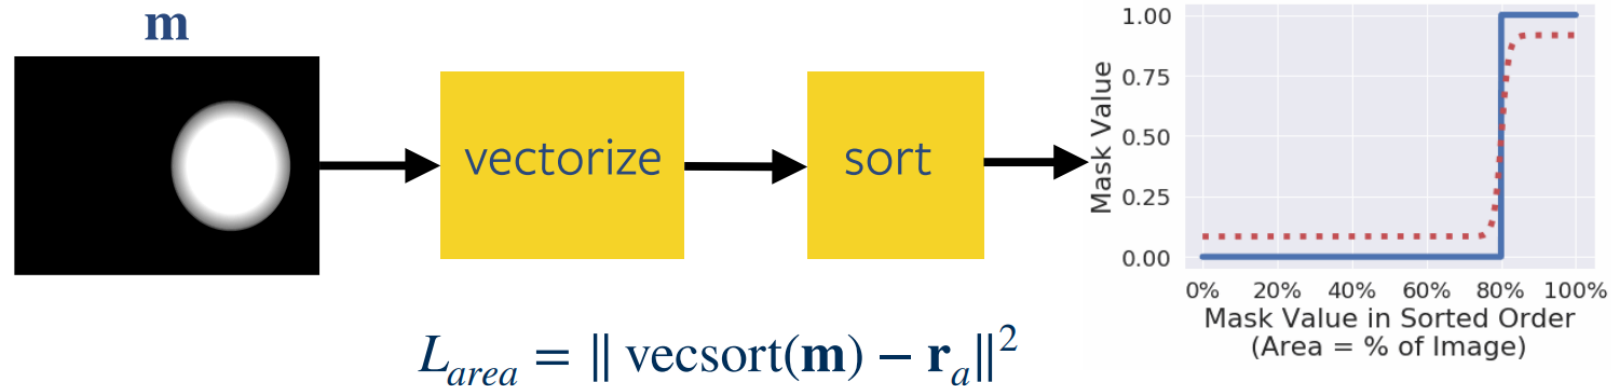 m
vectorize
sort
Mask Value
1.00
0.75
0.50
0.25
0.00
0% 20% 40% 60% 80% 100%
Mask Value in Sorted Order
(Area = % of Image)
L_area = ‖ vecsort(m) − r_a‖²